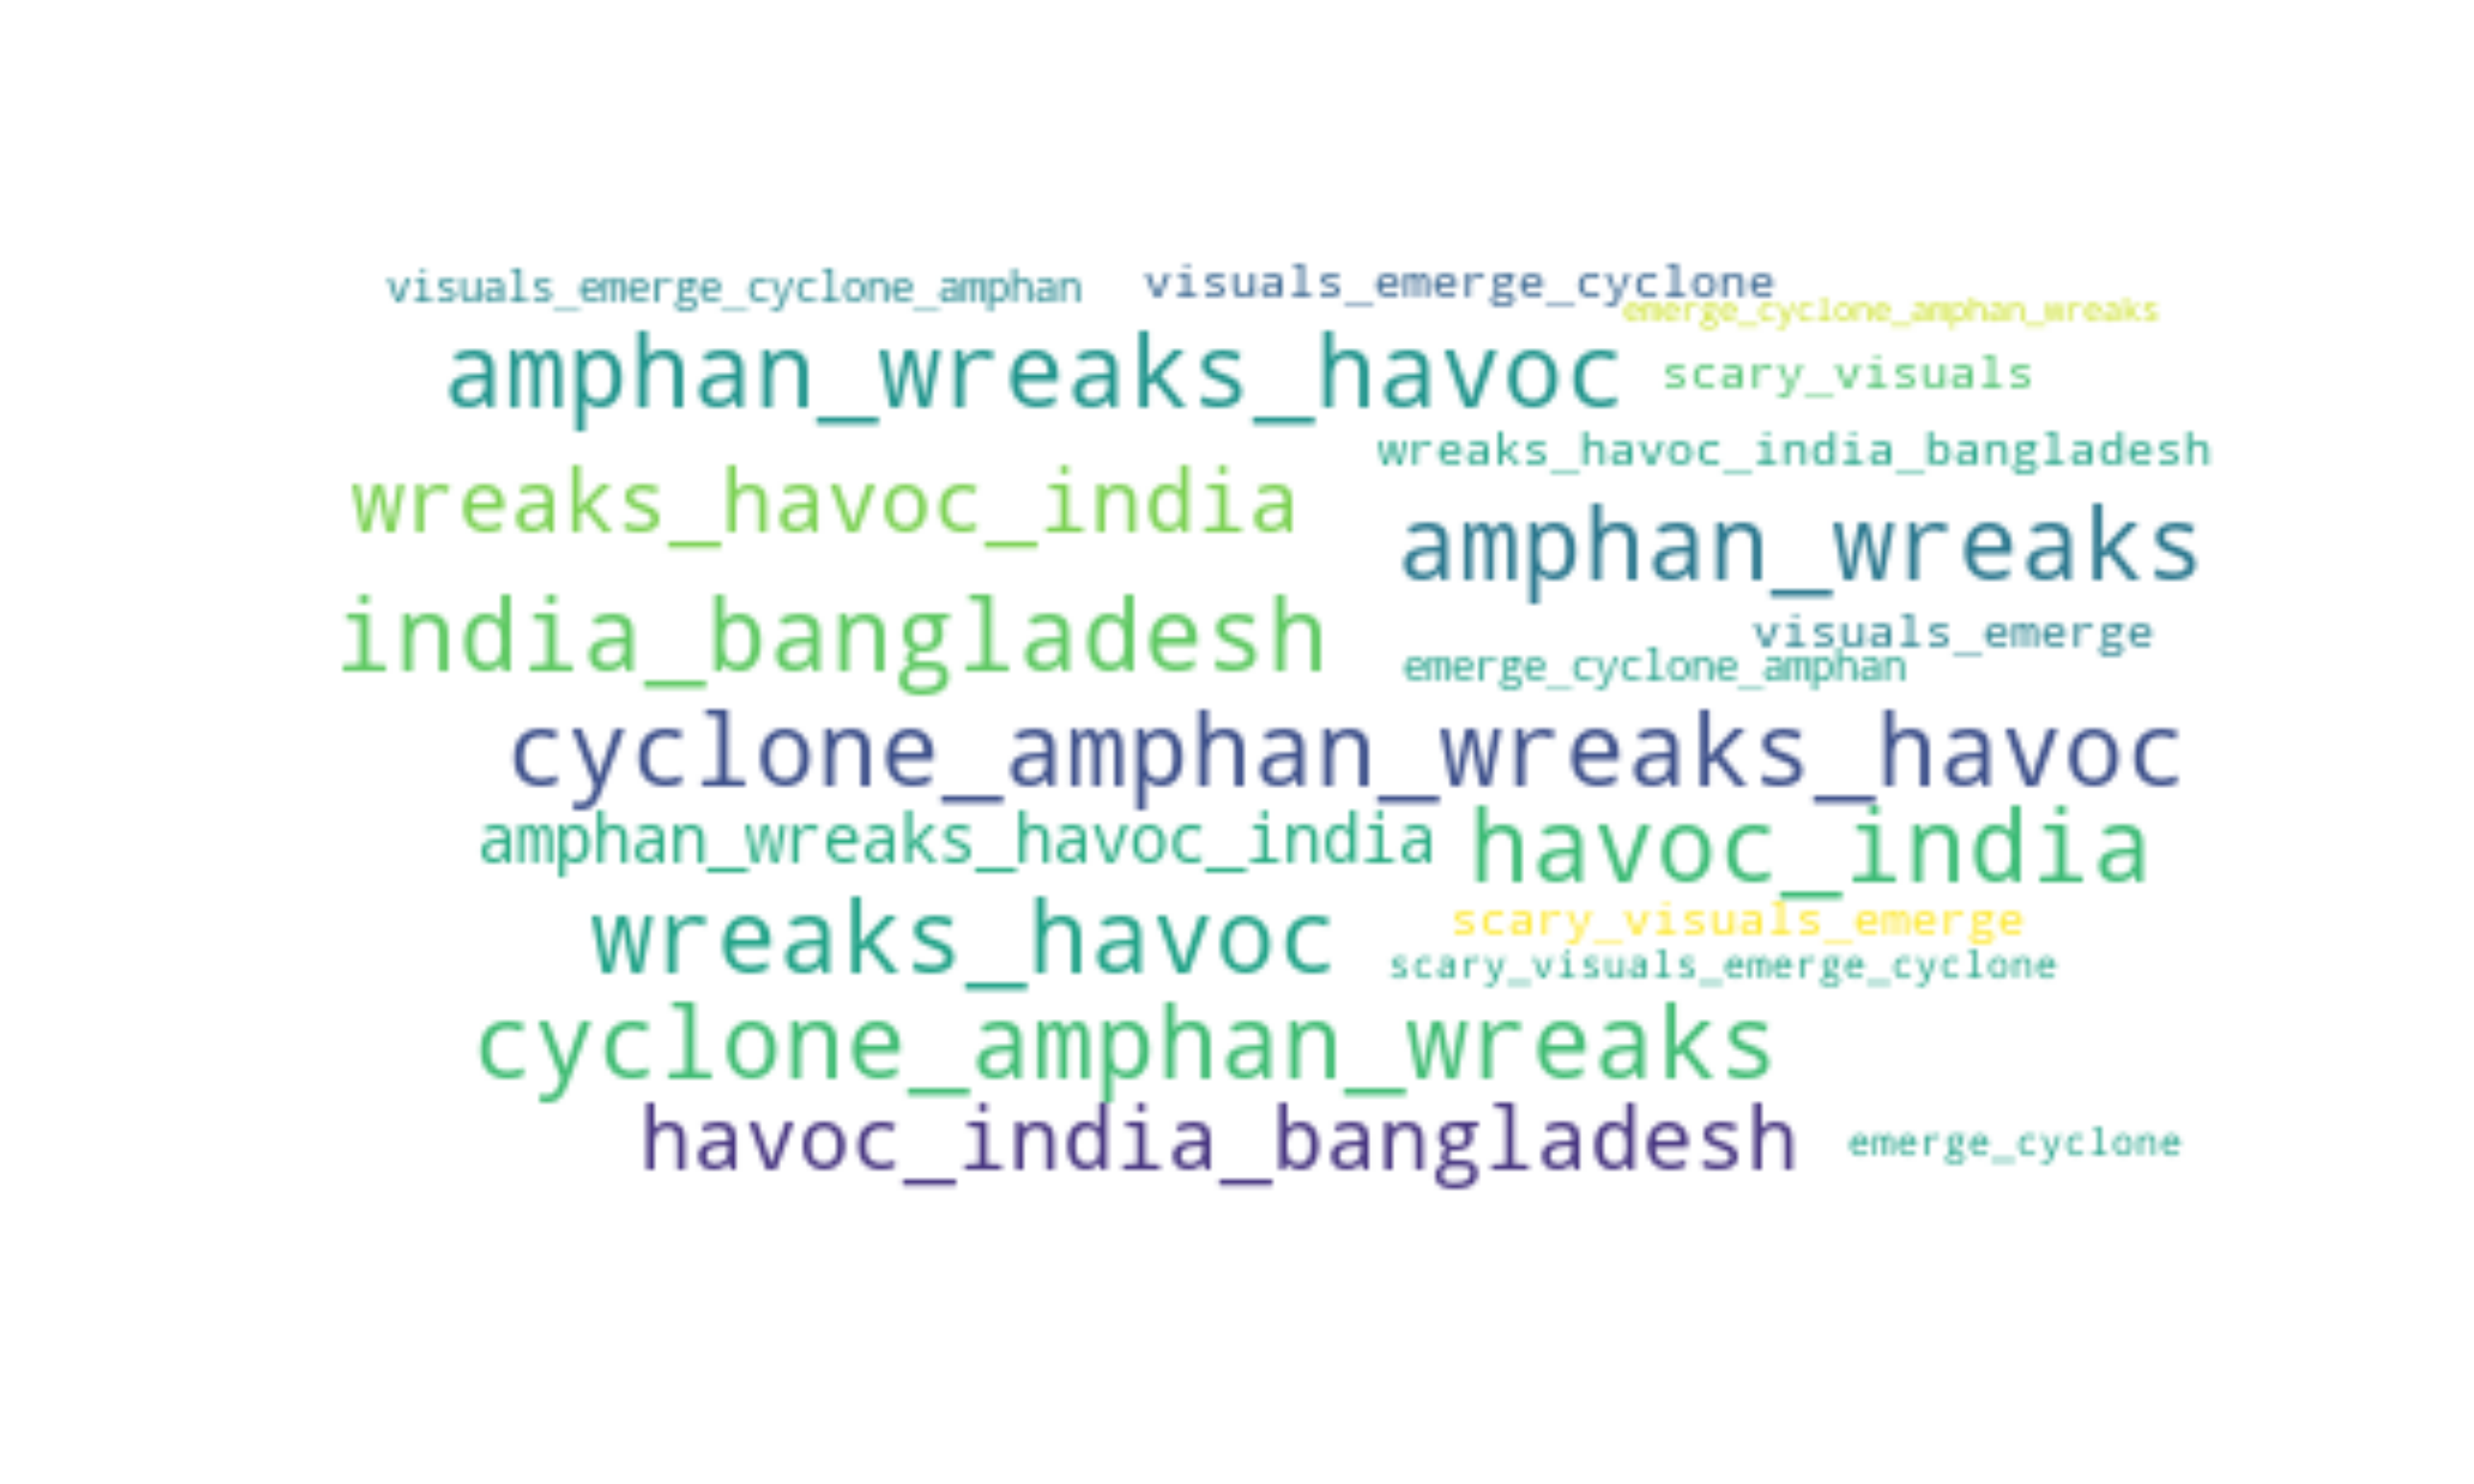 visuals_emerge_cyclone_amphan
visuals_emerge_cyclone
emerge_cyclone_amphan_wreaks
amphan_wreaks_havoc
scary_visuals
wreaks_havoc_india_bangladesh
wreaks_havoc_india
amphan_wreaks
india_bangladesh
visuals_emerge
emerge_cyclone_amphan
cyclone_amphan_wreaks_havoc
amphan_wreaks_havoc_india
havoc_india
wreaks_havoc
scary_visuals_emerge
scary_visuals_emerge_cyclone
cyclone_amphan_wreaks
havoc_india_bangladesh
emerge_cyclone